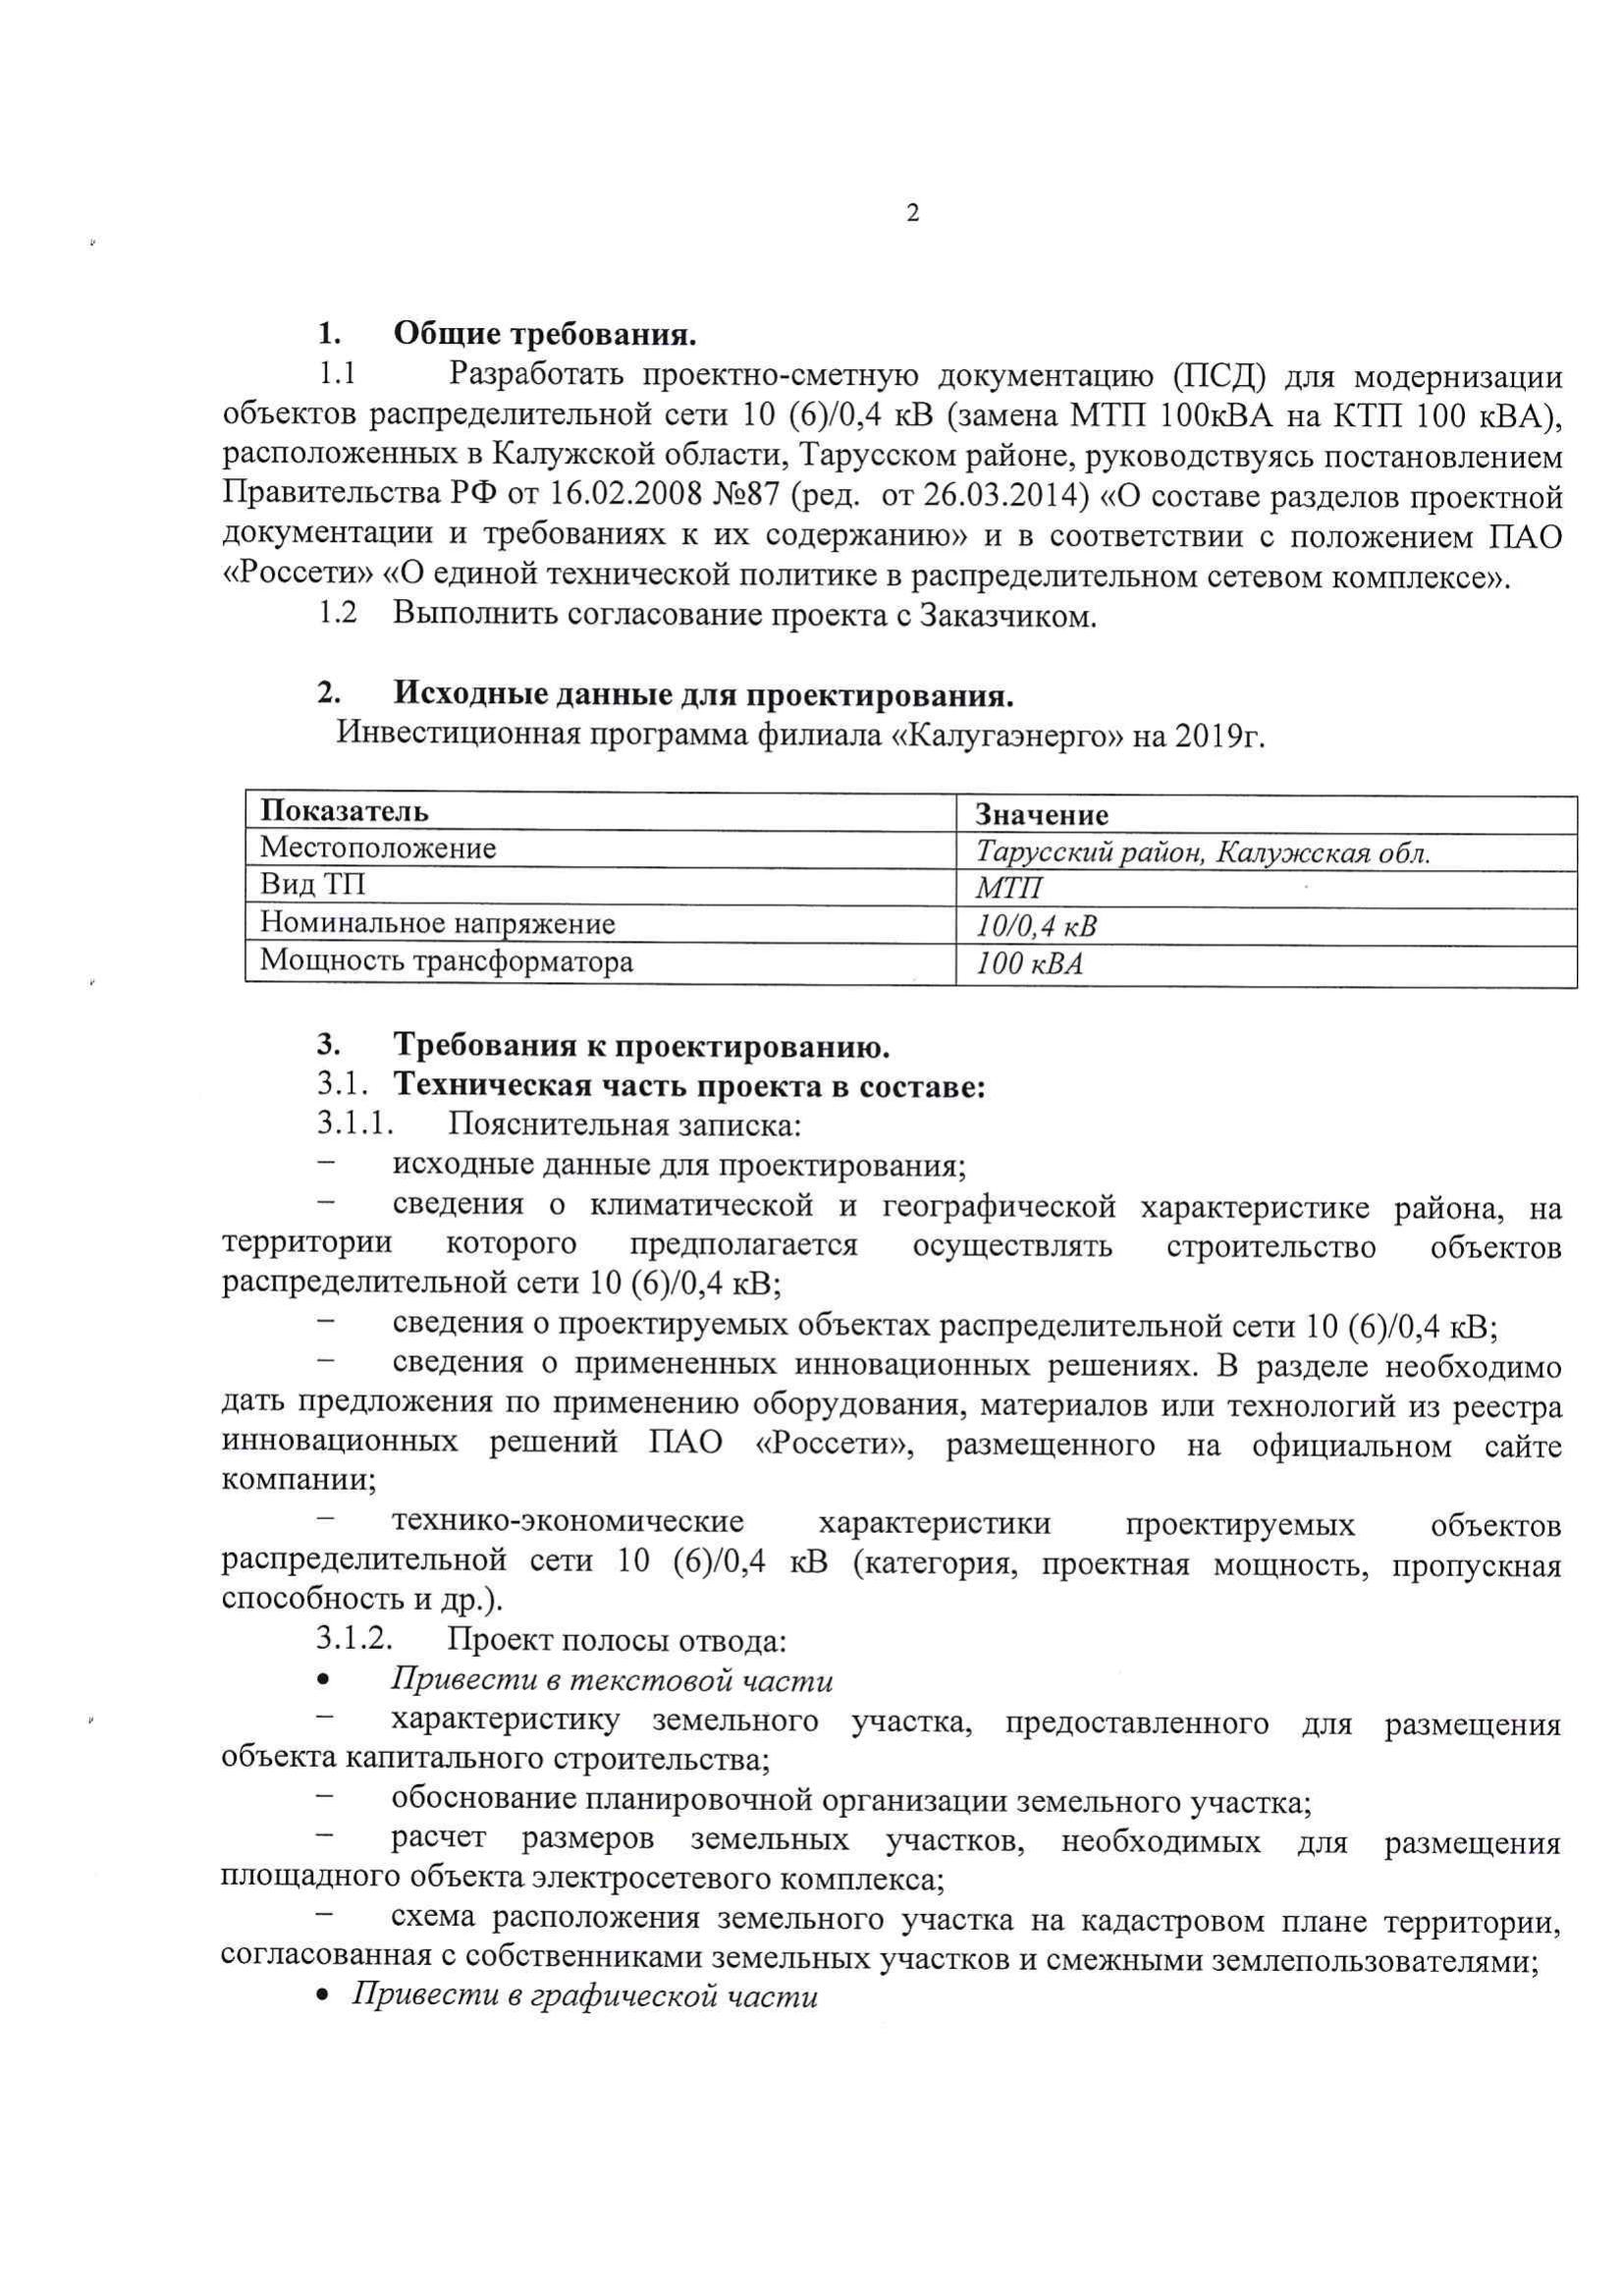 2
1. Общие требования.
1.1 Разработать проектно-сметную документацию (ПСД) для модернизации
объектов распределительной сети 10 (6)/0,4 кВ (замена МТП 100кВА на КТП 100 кВА),
расположенных в Калужской области, Тарусском районе, руководствуясь постановлением
Правительства РФ от 16.02.2008 №87 (ред. от 26.03.2014) «О составе разделов проектной
документации и требованиях к их содержанию» и в соответствии с положением ПАО
«Россети» «О единой технической политике в распределительном сетевом комплексе».
1.2 Выполнить согласование проекта с Заказчиком.
2. Исходные данные для проектирования.
Инвестиционная программа филиала «Калугаэнерго» на 2019г.
Показатель Значение
Местоположение Тарусский район, Калужская обл.
Вид ТП МТП
Номинальное напряжение 10/0,4 кВ
Мощность трансформатора 100 кВА
3. Требования к проектированию.
3.1. Техническая часть проекта в составе:
3.1.1. Пояснительная записка:
– исходные данные для проектирования;
– сведения о климатической и географической характеристике района, на
территории которого предполагается осуществлять строительство объектов
распределительной сети 10 (6)/0,4 кВ;
– сведения о проектируемых объектах распределительной сети 10 (6)/0,4 кВ;
– сведения о примененных инновационных решениях. В разделе необходимо
дать предложения по применению оборудования, материалов или технологий из реестра
инновационных решений ПАО «Россети», размещенного на официальном сайте
компании;
– технико-экономические характеристики проектируемых объектов
распределительной сети 10 (6)/0,4 кВ (категория, проектная мощность, пропускная
способность и др.).
3.1.2. Проект полосы отвода:
• Привести в текстовой части
– характеристику земельного участка, предоставленного для размещения
объекта капитального строительства;
– обоснование планировочной организации земельного участка;
– расчет размеров земельных участков, необходимых для размещения
площадного объекта электросетевого комплекса;
– схема расположения земельного участка на кадастровом плане территории,
согласованная с собственниками земельных участков и смежными землепользователями;
• Привести в графической части